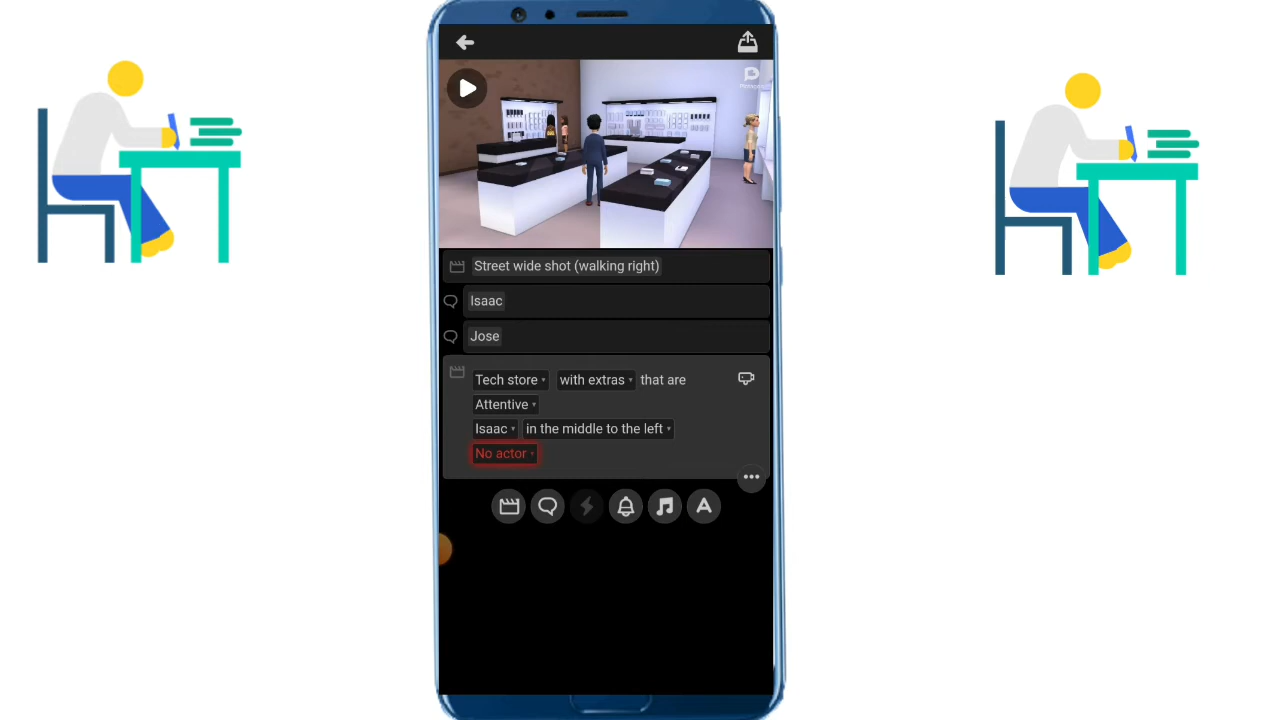 Street wide shot (walking right)
Isaac
Jose
Tech store with extras that are
Attentive
Isaac in the middle to the left
No actor